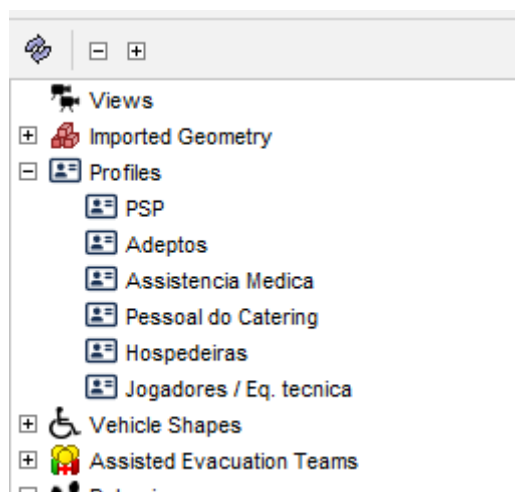 Views
Imported Geometry
Profiles
PSP
Adeptos
Assistencia Medica
Pessoal do Catering
Hospedeiras
Jogadores / Eq. tecnica
Vehicle Shapes
Assisted Evacuation Teams